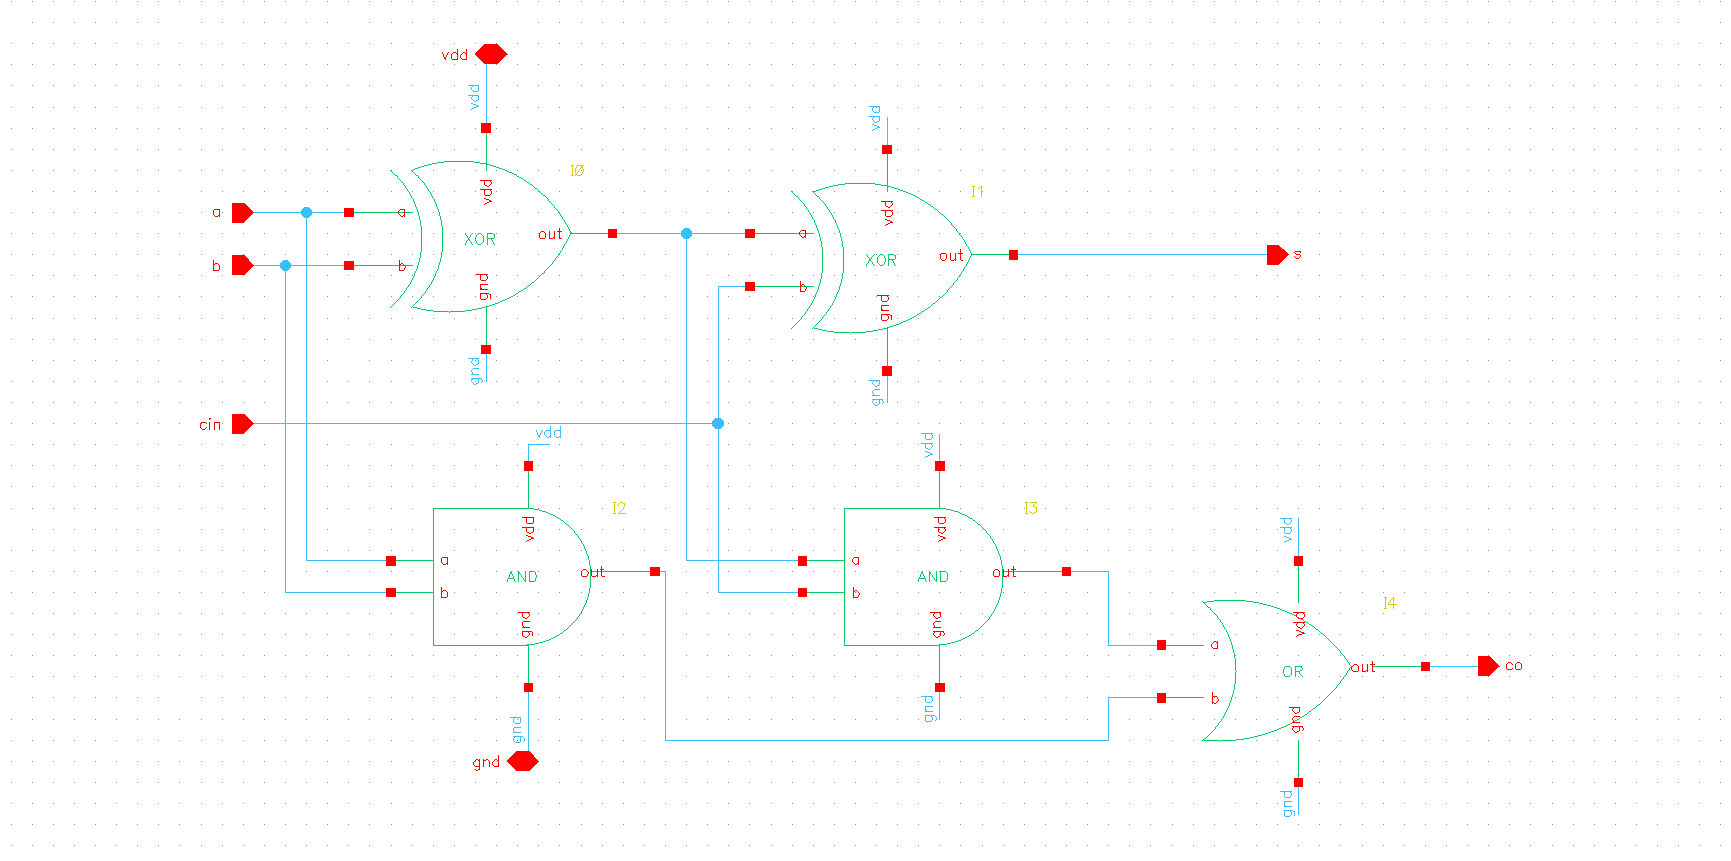 vdd
vdd
I0
vdd
a
a
XOR
out
b
b
gnd
gnd
vdd
I1
vdd
a
XOR
out
s
b
gnd
gnd
cin
vdd
I2
vdd
a
AND
out
b
gnd
gnd
gnd
vdd
I3
vdd
a
AND
out
b
gnd
gnd
vdd
I4
vdd
a
OR
out
co
b
gnd
gnd